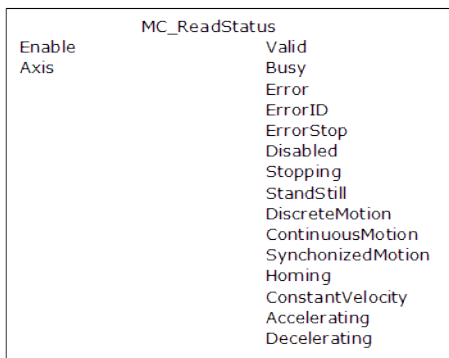 MC_ReadStatus
Enable Valid
Axis Busy
Error
ErrorID
ErrorStop
Disabled
Stopping
StandStill
DiscreteMotion
ContinuousMotion
SynchonizedMotion
Homing
ConstantVelocity
Accelerating
Decelerating